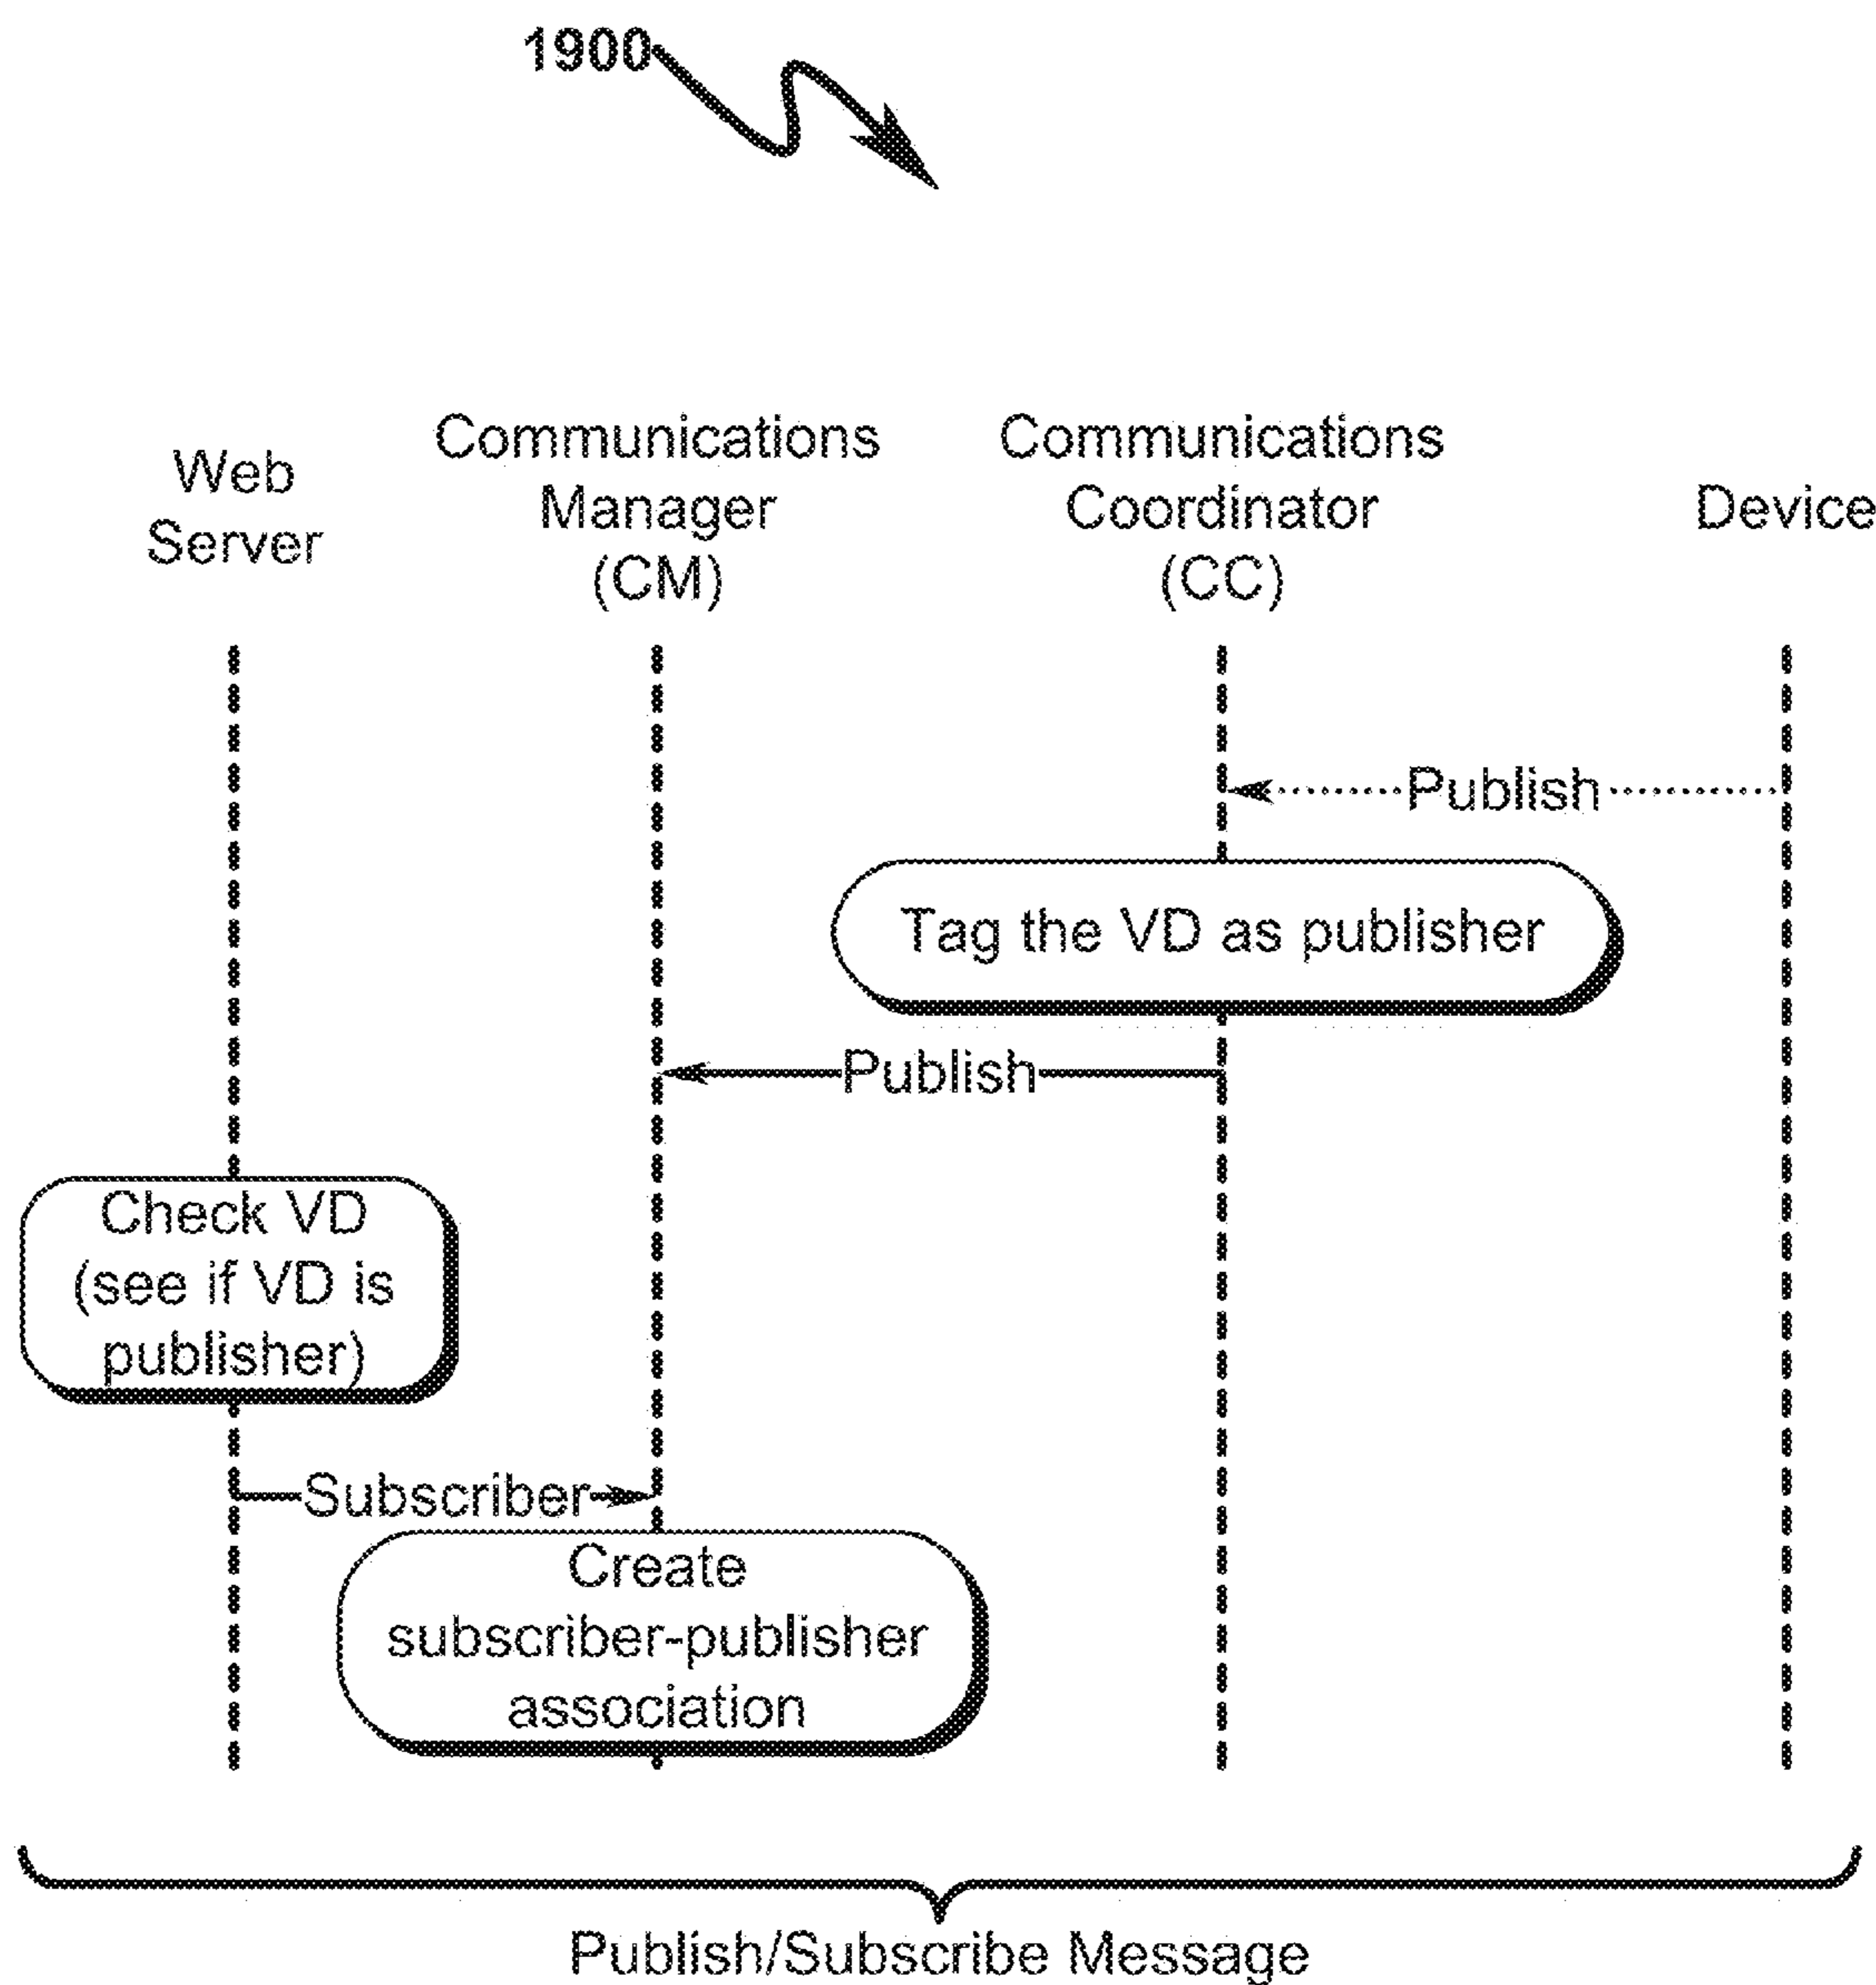 1900
Web
Server
Communications
Manager
(CM)
Communications
Coordinator
(CC)
Device
Publish
Tag the VD as publisher
Publish
Check VD
(see if VD is
publisher)
Subscriber
Create
subscriber-publisher
association
Publish/Subscribe Message